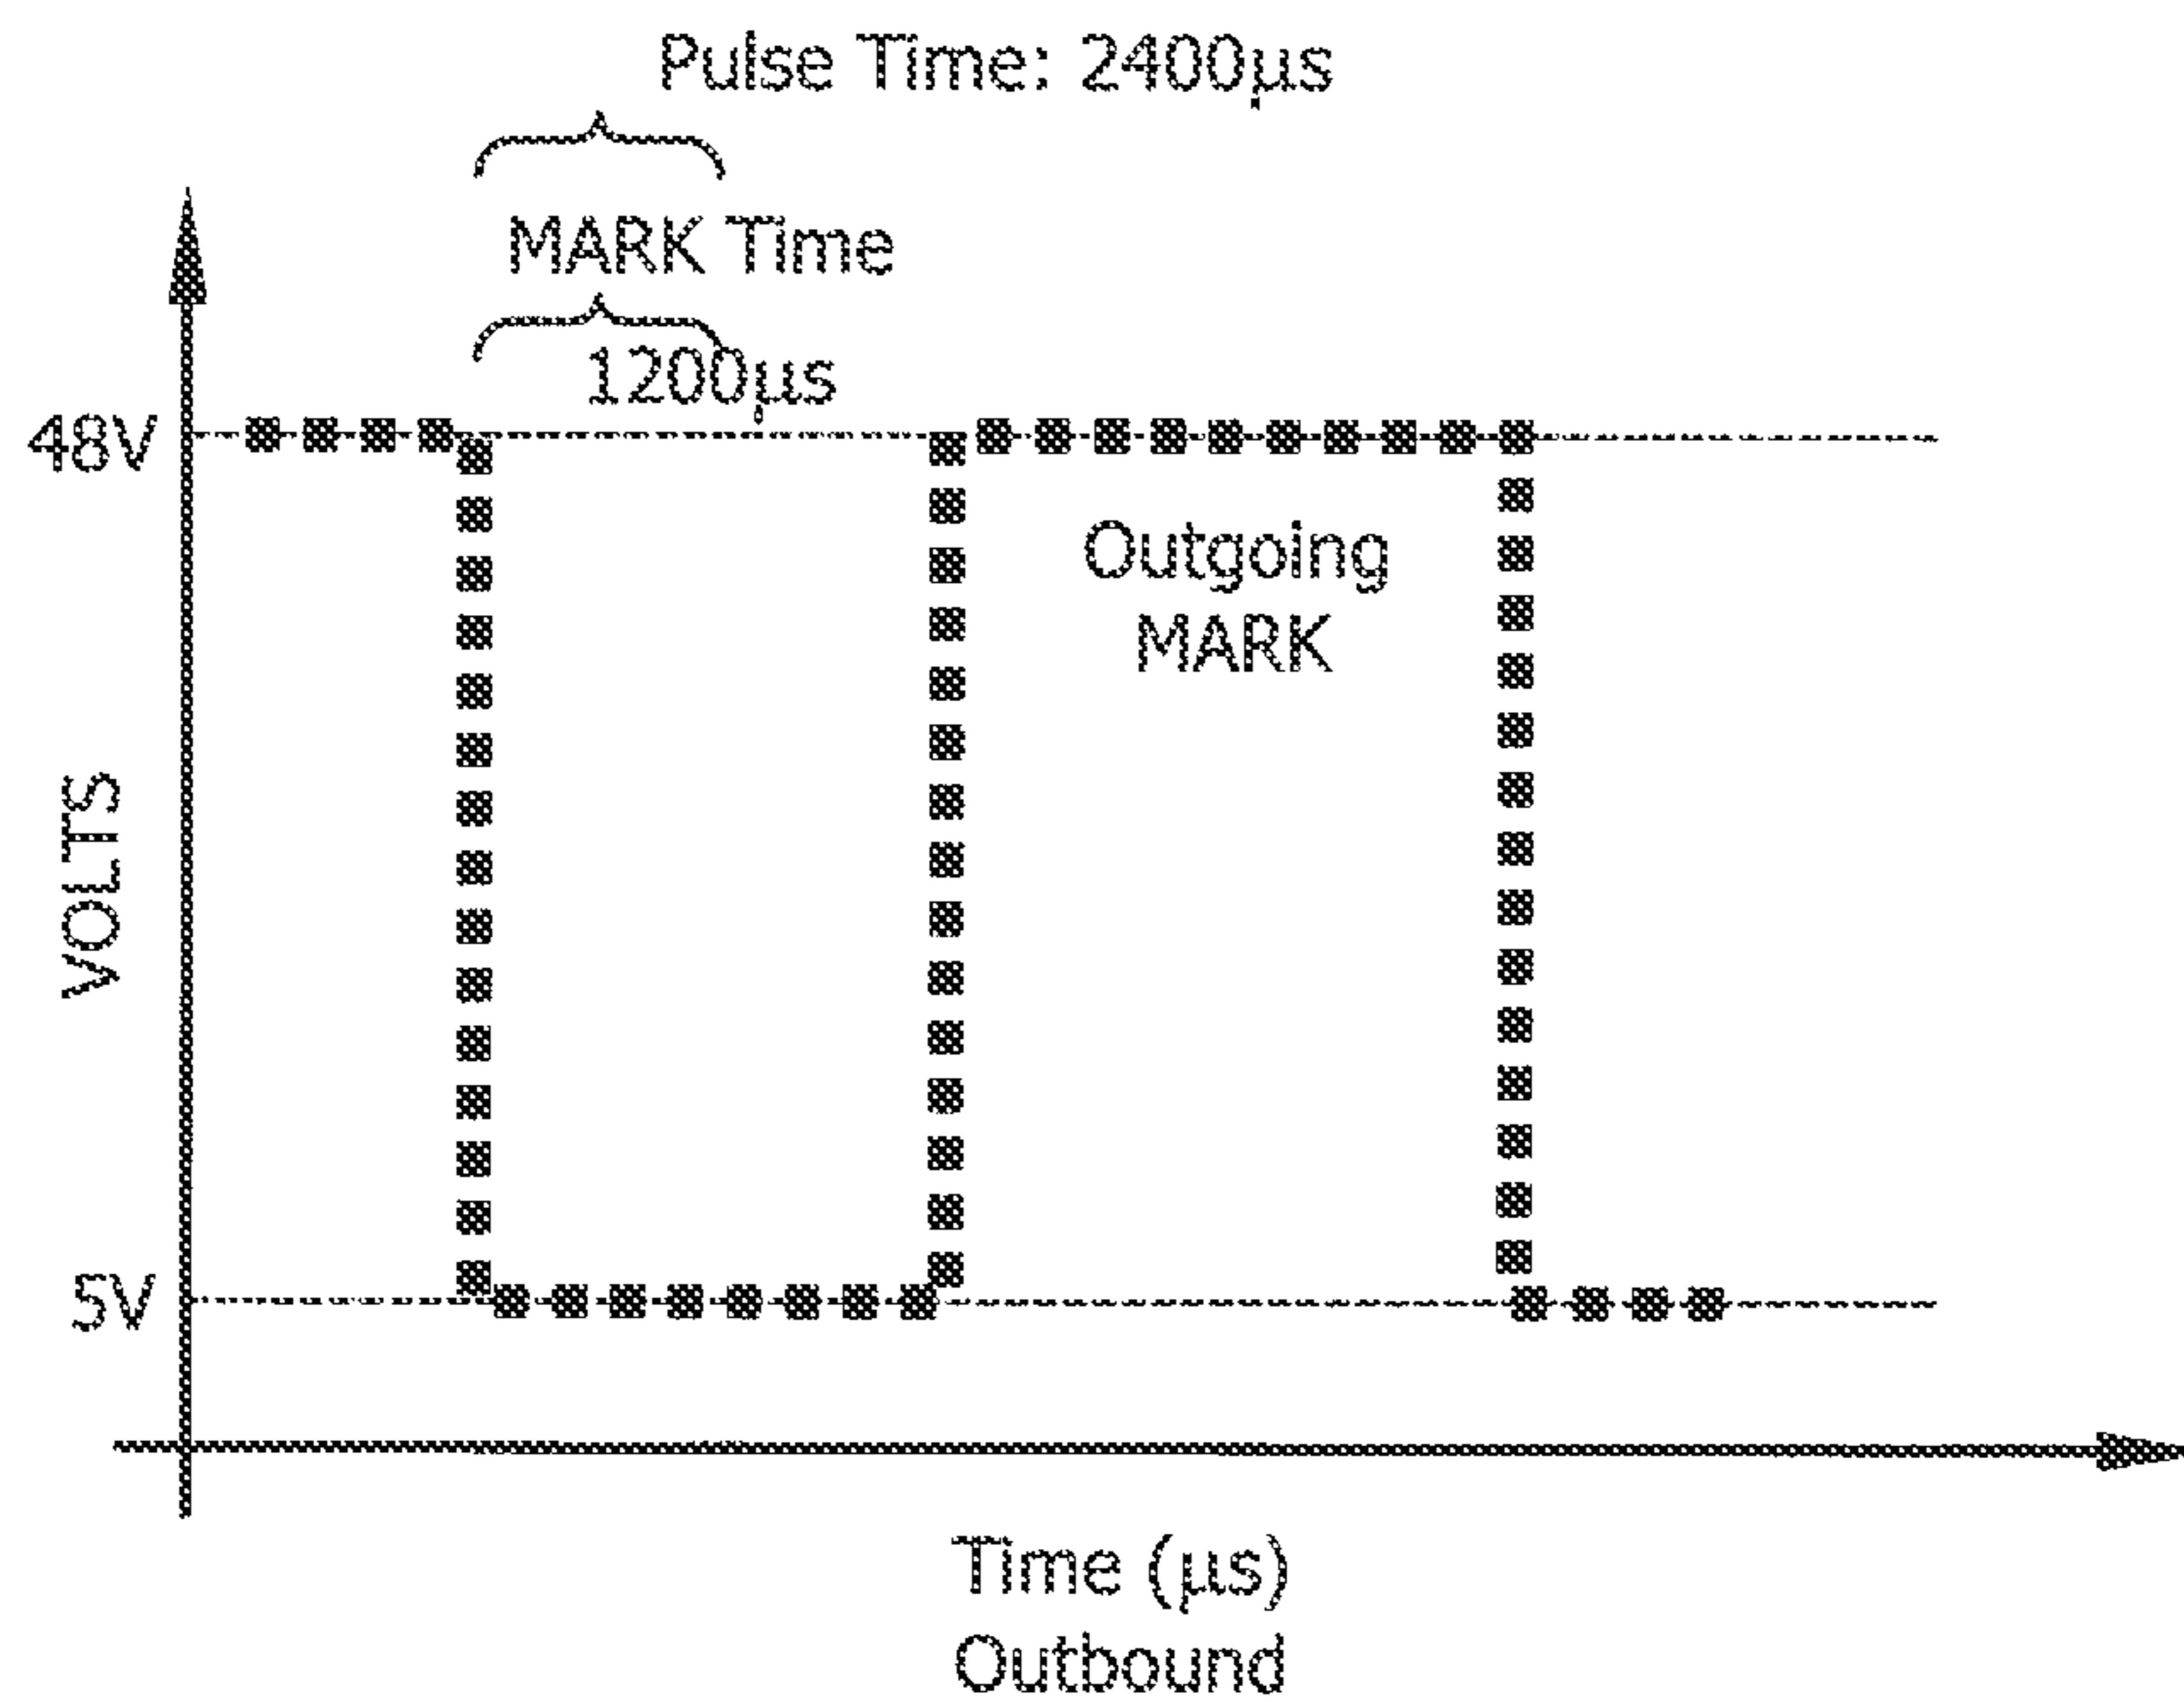 Pulse Time: 2400µs
MARK Time
1200µs
48V
Outgoing
MARK
VOLTS
5V
Time (µs)
Outbound